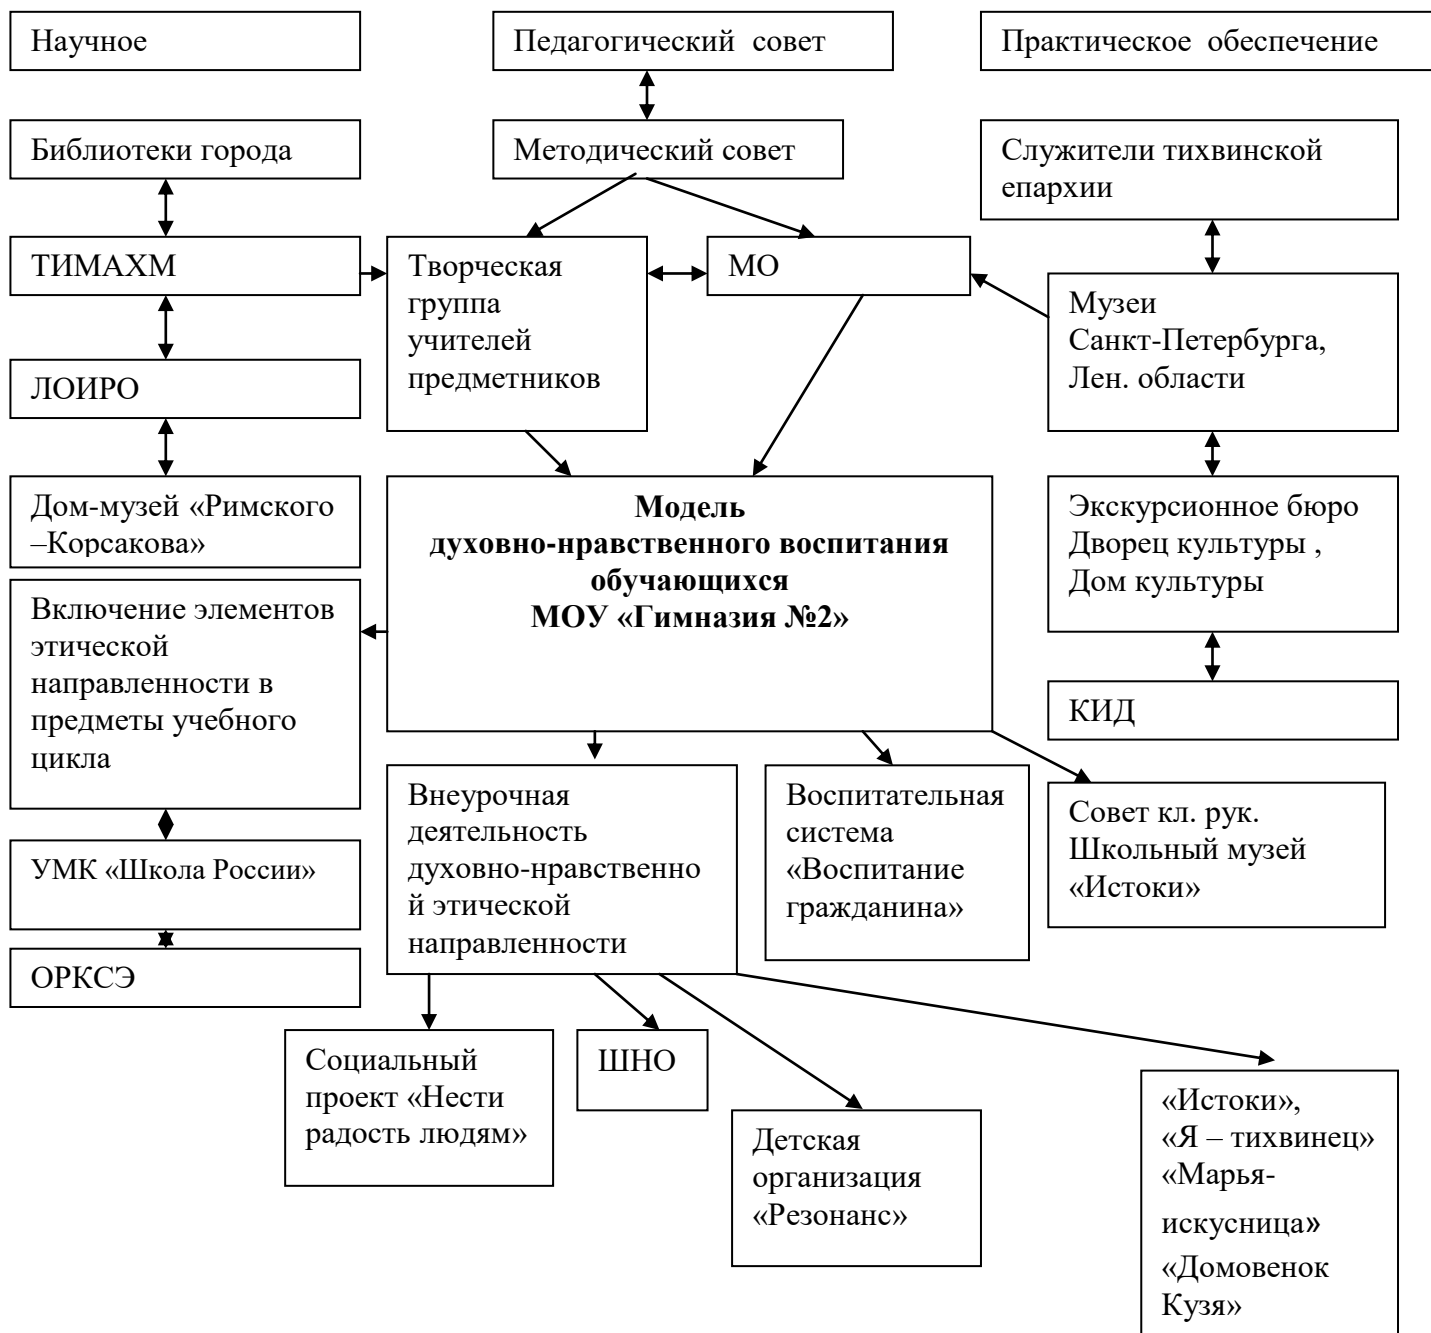 Научное
Педагогический совет
Практическое обеспечение
Библиотеки города
Методический совет
Служители тихвинской
епархии
ТИМАХМ
Творческая
группа
учителей
предметников
МО
Музеи
Санкт-Петербурга,
Лен. области
ЛОИРО
Дом-музей «Римского
–Корсакова»
Модель
духовно-нравственного воспитания
обучающихся
МОУ «Гимназия №2»
Экскурсионное бюро
Дворец культуры ,
Дом культуры
Включение элементов
этической
направленности в
предметы учебного
цикла
КИД
УМК «Школа России»
ОРКСЭ
Внеурочная
деятельность
духовно-нравственно
й этической
направленности
Воспитательная
система
«Воспитание
гражданина»
Совет кл. рук.
Школьный музей
«Истоки»
Социальный
проект «Нести
радость людям»
ШНО
Детская
организация
«Резонанс»
«Истоки»,
«Я – тихвинец»
«Марья-
искусница»
«Домовенок
Кузя»